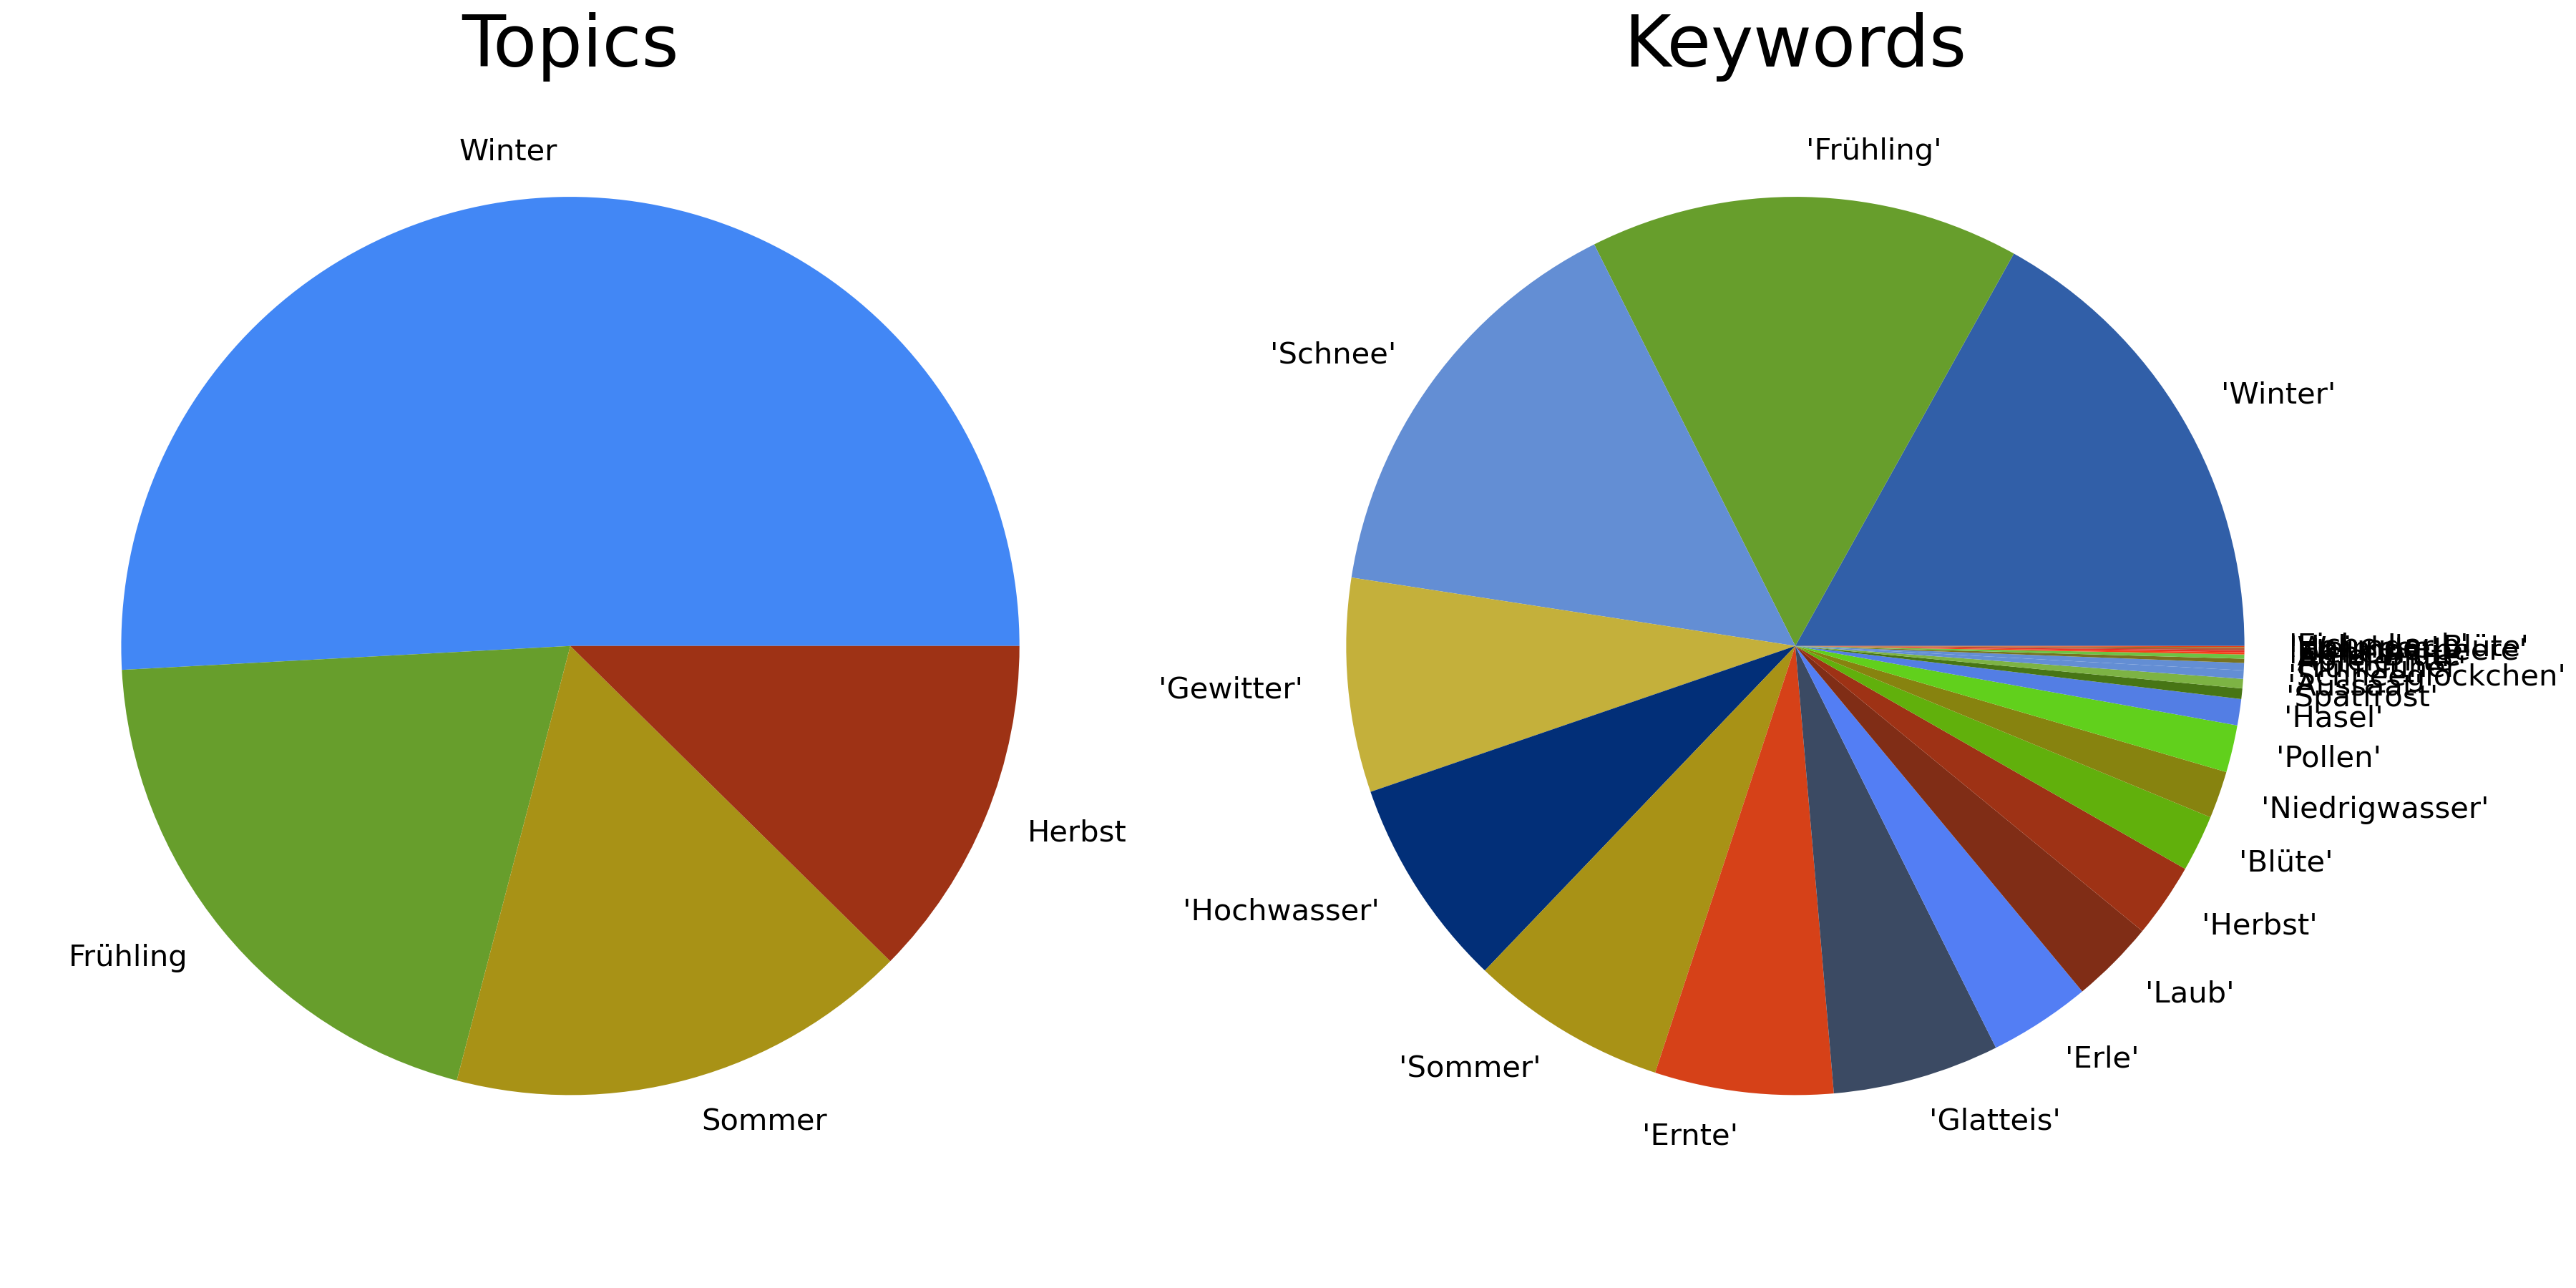 Topics
Winter
Frühling
Sommer
Herbst
Keywords
'Winter'
'Frühling'
'Schnee'
'Gewitter'
'Hochwasser'
'Sommer'
'Ernte'
'Glatteis'
'Erle'
'Laub'
'Herbst'
'Blüte'
'Niedrigwasser'
'Pollen'
'Hasel'
'Spätfrost'
'Aussaat'
'Schneeglöckchen'